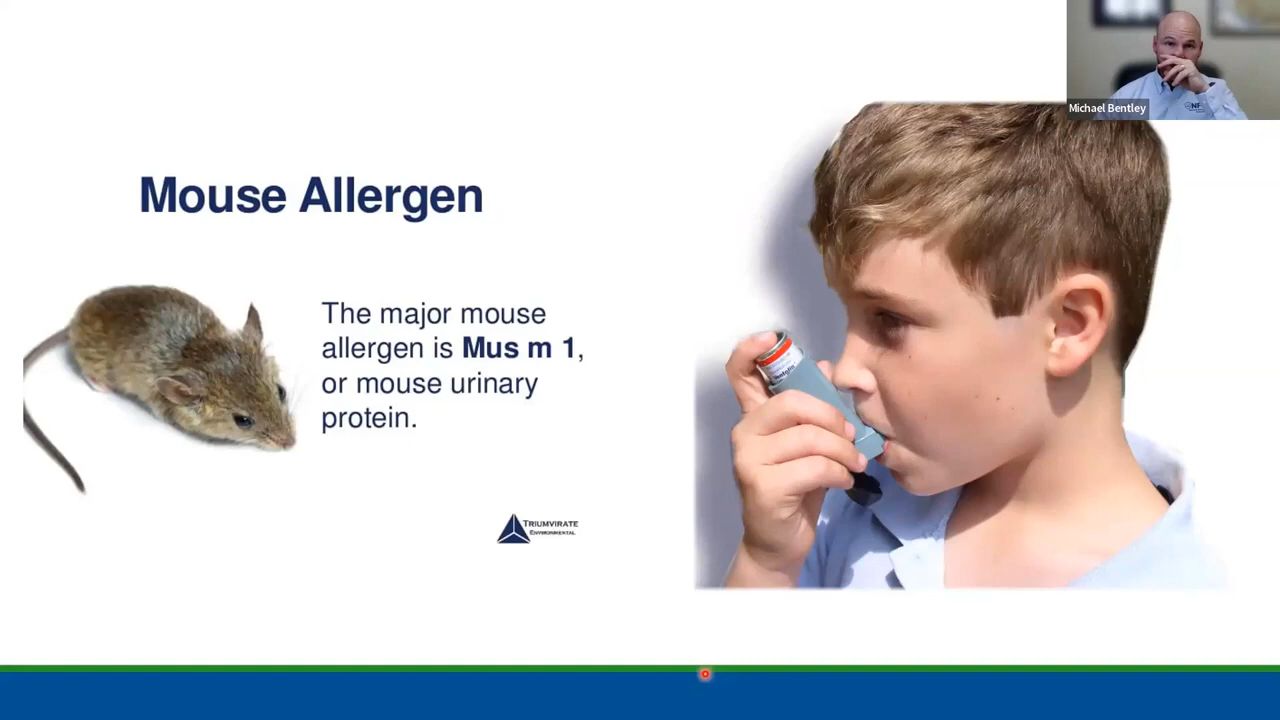 Michael Bentley
Mouse Allergen
The major mouse
allergen is Mus m 1,
or mouse urinary
protein.
TRIUMVIRATE
ENVIRONMENTAL